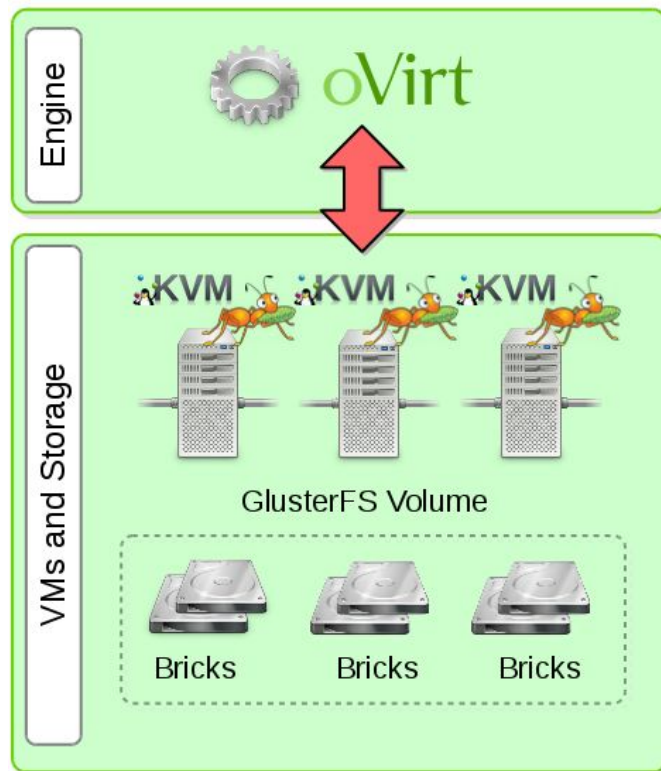 Engine
oVirt
VMs and Storage
KVM
KVM
KVM
GlusterFS Volume
Bricks
Bricks
Bricks